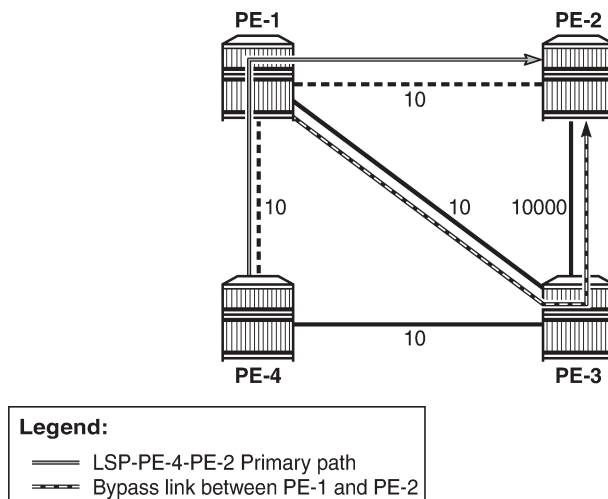 PE-1 PE-2
10
10 10 10000
10
PE-4 PE-3
Legend:
LSP-PE-4-PE-2 Primary path
Bypass link between PE-1 and PE-2